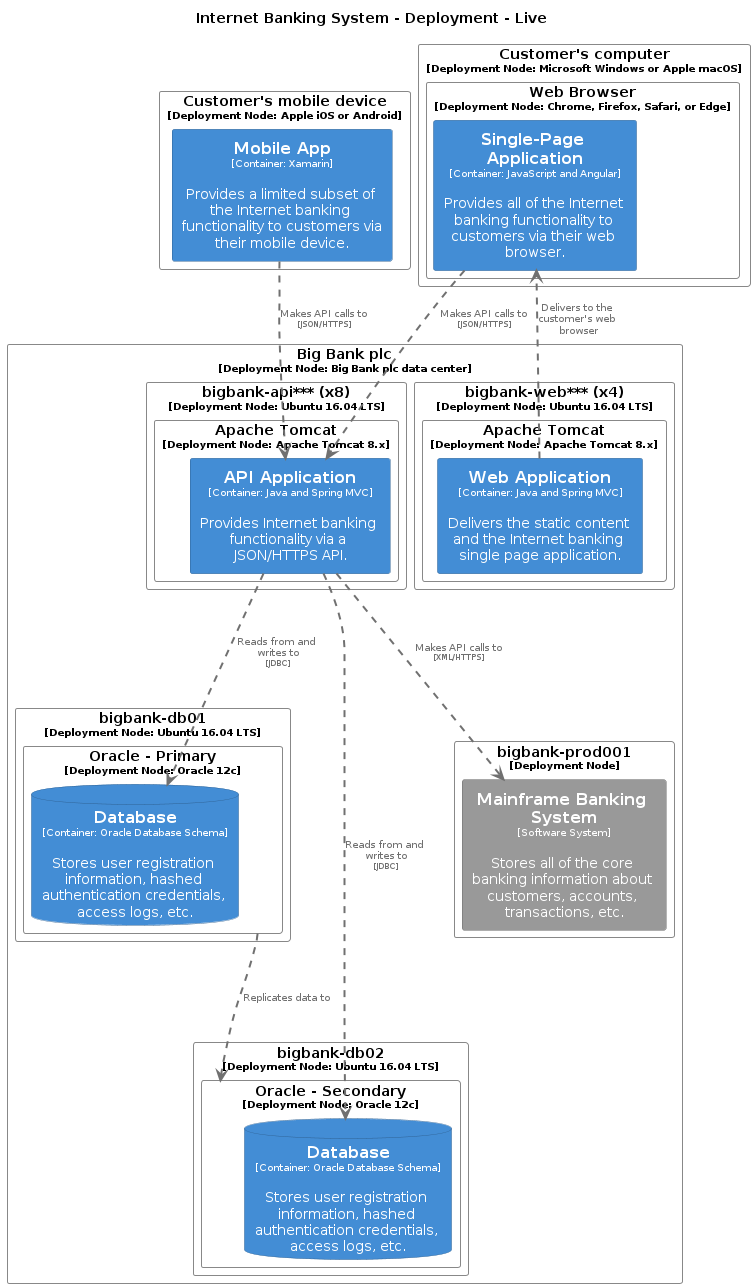 Internet Banking System - Deployment - Live
Customer's computer
[Deployment Node: Microsoft Windows or Apple macOS]
Web Browser
[Deployment Node: Chrome, Firefox, Safari, or Edge]
Single-Page
Application
[Container: JavaScript and Angular]
Provides all of the Internet
banking functionality to
customers via their web
browser.
Customer's mobile device
[Deployment Node: Apple iOS or Android]
Mobile App
[Container: Xamarin]
Provides a limited subset of
the Internet banking
functionality to customers via
their mobile device.
Makes API calls to
[JSON/HTTPS]
Makes API calls to
[JSON/HTTPS]
Delivers to the
customer's web
browser
Big Bank plc
[Deployment Node: Big Bank plc data center]
bigbank-api*** (x8)
[Deployment Node: Ubuntu 16.04 LTS]
Apache Tomcat
[Deployment Node: Apache Tomcat 8.x]
API Application
[Container: Java and Spring MVC]
Provides Internet banking
functionality via a
JSON/HTTPS API.
bigbank-web*** (x4)
[Deployment Node: Ubuntu 16.04 LTS]
Apache Tomcat
[Deployment Node: Apache Tomcat 8.x]
Web Application
[Container: Java and Spring MVC]
Delivers the static content
and the Internet banking
single page application.
Reads from and
writes to
[JDBC]
Makes API calls to
[XML/HTTPS]
bigbank-db01
[Deployment Node: Ubuntu 16.04 LTS]
Oracle - Primary
[Deployment Node: Oracle 12c]
Database
[Container: Oracle Database Schema]
Stores user registration
information, hashed
authentication credentials,
access logs, etc.
Reads from and
writes to
[JDBC]
bigbank-prod001
[Deployment Node]
Mainframe Banking
System
[Software System]
Stores all of the core
banking information about
customers, accounts,
transactions, etc.
Replicates data to
bigbank-db02
[Deployment Node: Ubuntu 16.04 LTS]
Oracle - Secondary
[Deployment Node: Oracle 12c]
Database
[Container: Oracle Database Schema]
Stores user registration
information, hashed
authentication credentials,
access logs, etc.